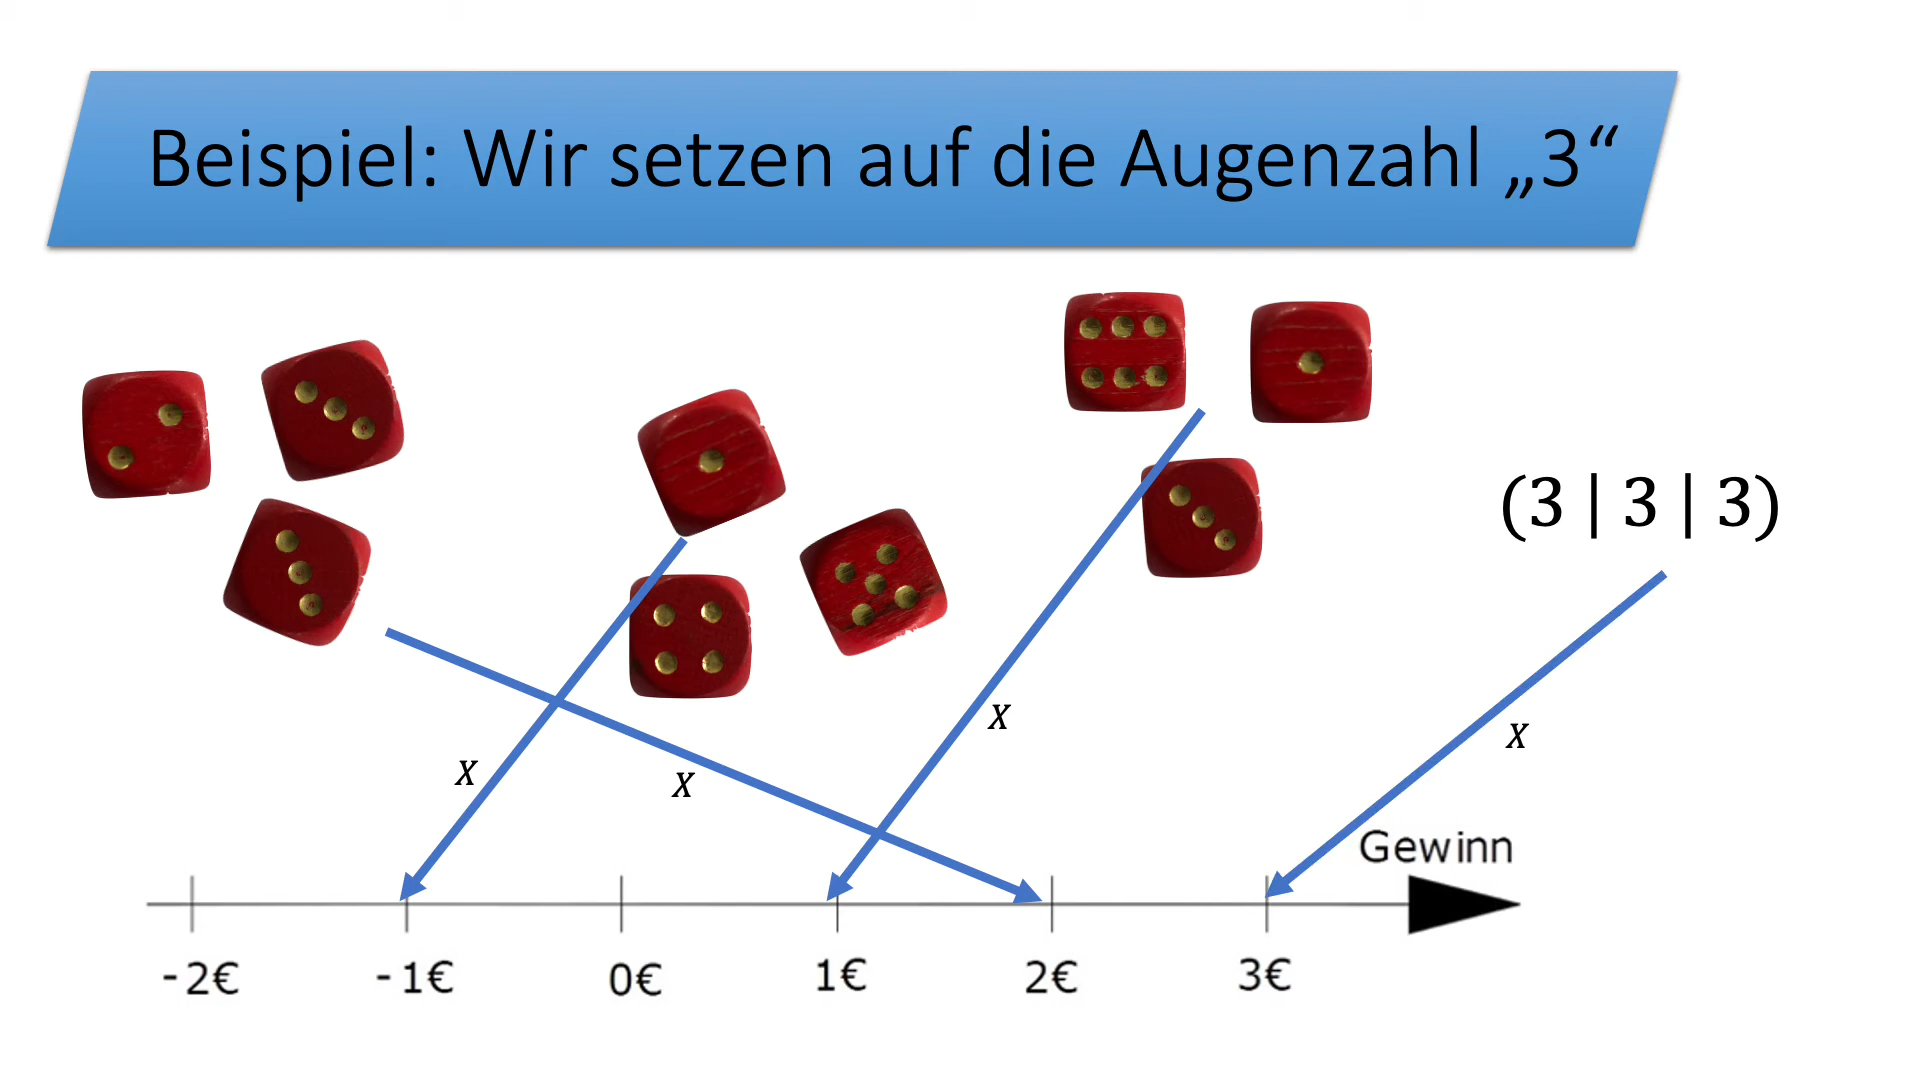 Beispiel: Wir setzen auf die Augenzahl „3“
(3 | 3 | 3)
X
X
X
X
Gewinn
-2€ -1€ 0€ 1€ 2€ 3€